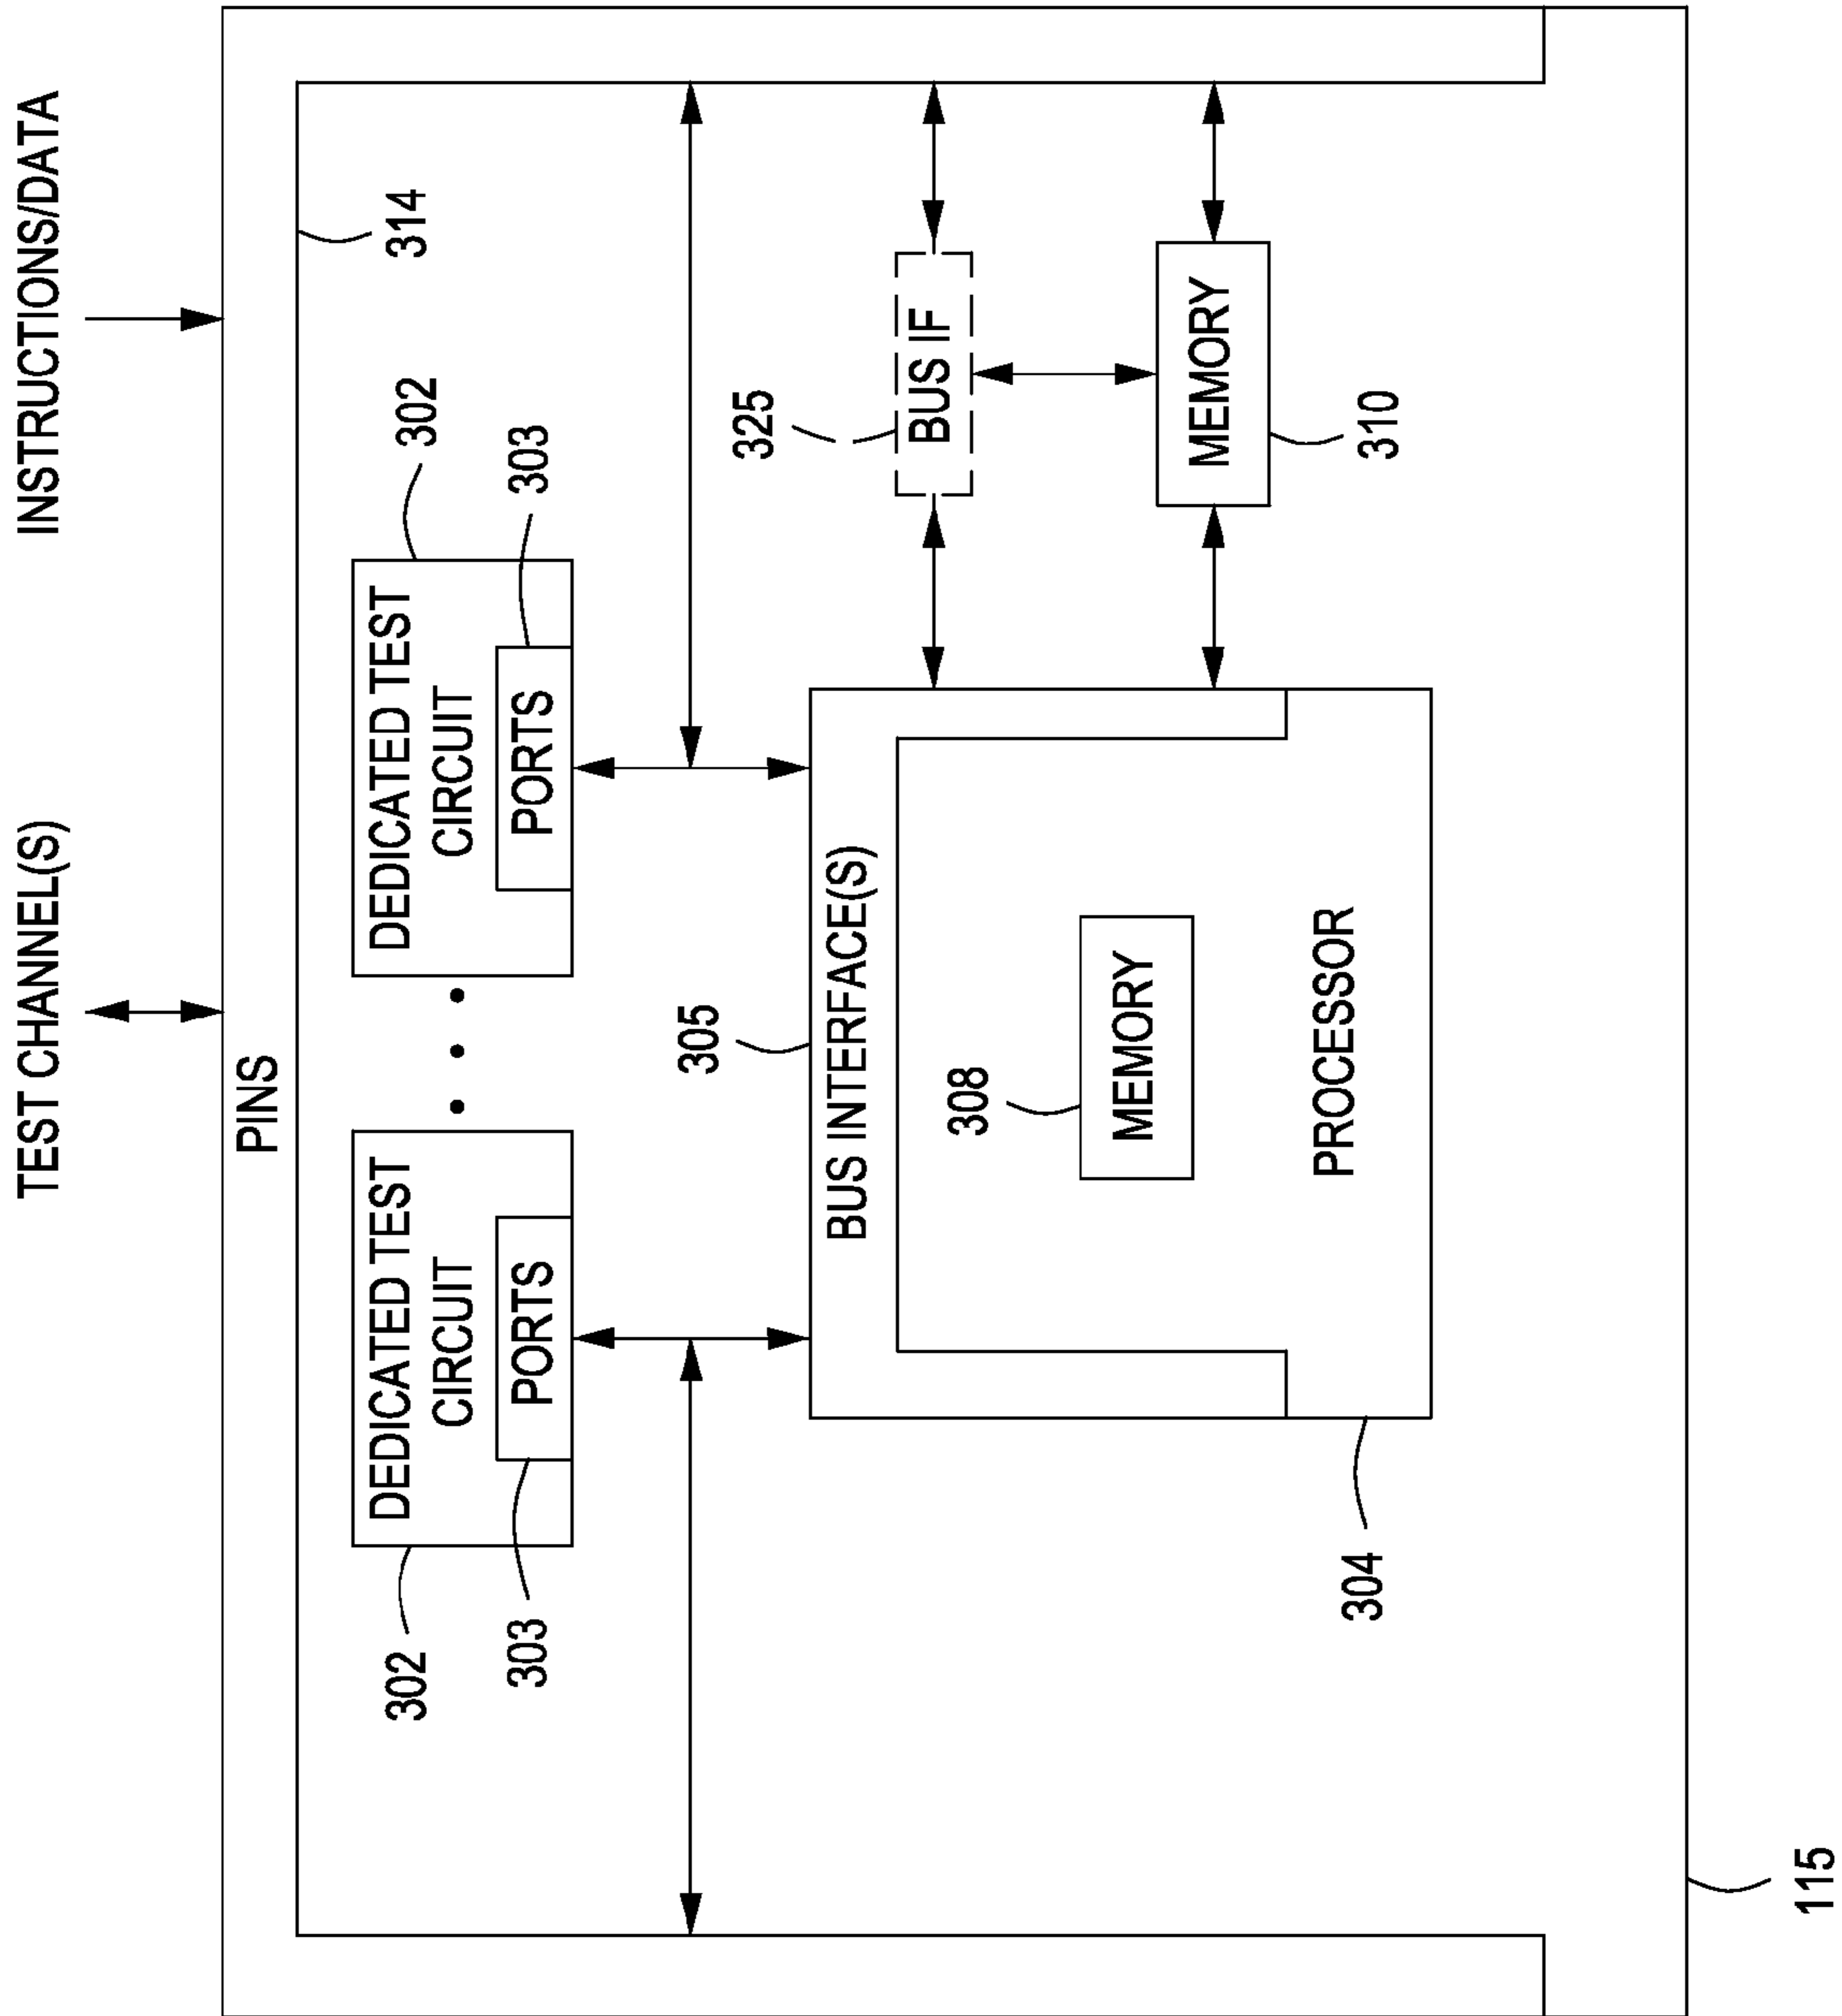 TEST CHANNEL(S)
INSTRUCTIONS/DATA
PINS
314
302
DEDICATED TEST
CIRCUIT
303
PORTS
DEDICATED TEST
CIRCUIT
302
PORTS
303
305
BUS INTERFACE(S)
325
BUS IF
308
MEMORY
MEMORY
310
PROCESSOR
304
115